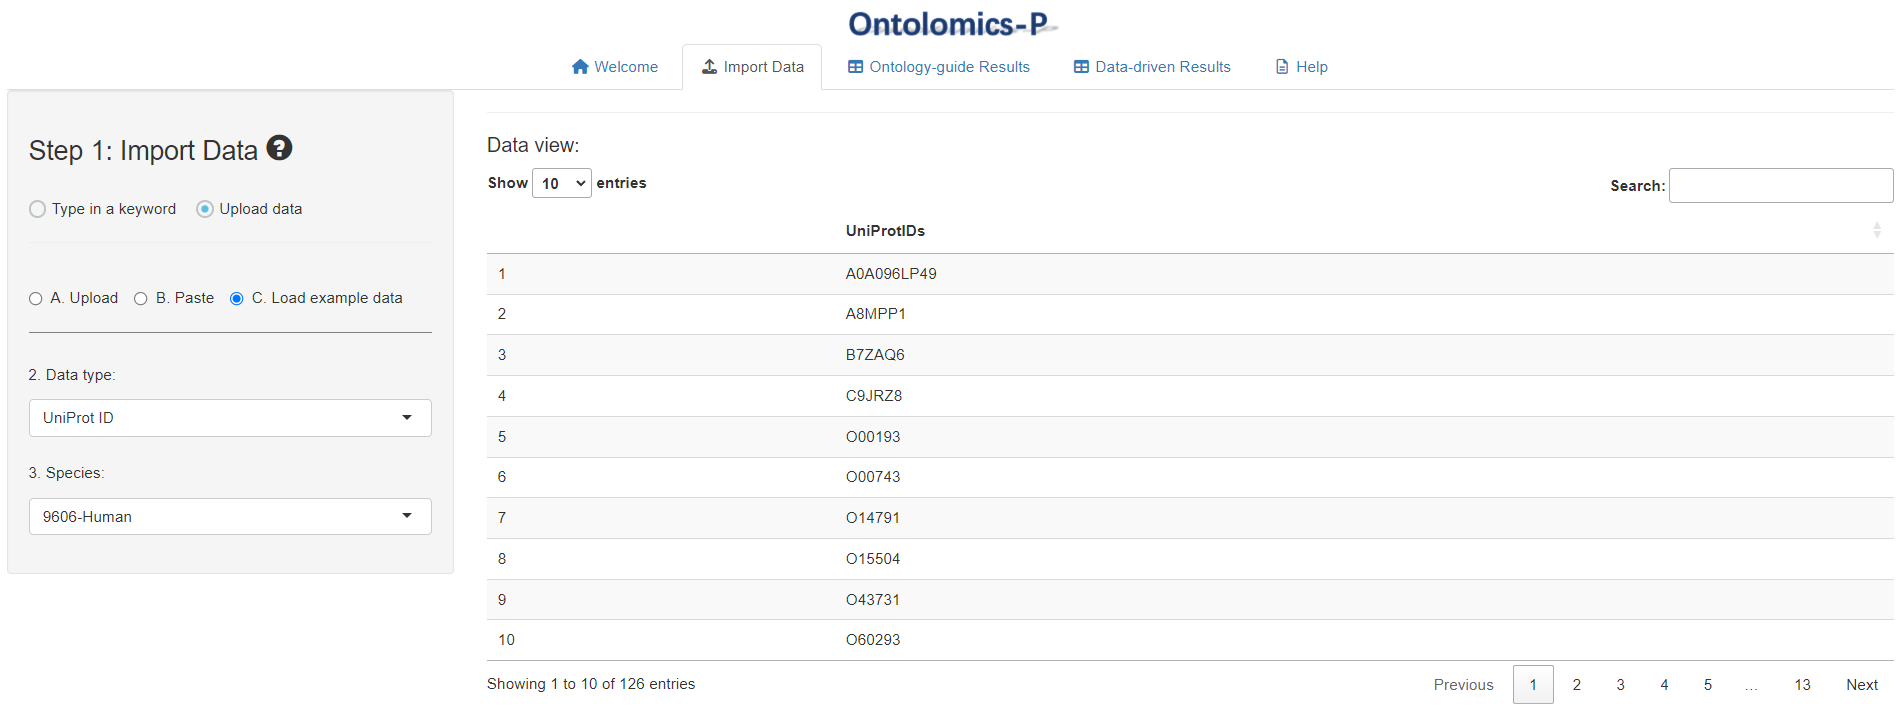 Ontolomics-P
Welcome Import Data Ontology-guide Results Data-driven Results Help
Step 1: Import Data ?
Type in a keyword Upload data
A. Upload B. Paste C. Load example data
2. Data type:
UniProt ID
3. Species:
9606-Human
Data view:
Show 10 entries
Search:
UniProtIDs
1 A0A096LP49
2 A8MPP1
3 B7ZAQ6
4 C9JRZ8
5 O00193
6 O00743
7 O14791
8 O15504
9 O43731
10 O60293
Showing 1 to 10 of 126 entries
Previous 1 2 3 4 5 … 13 Next